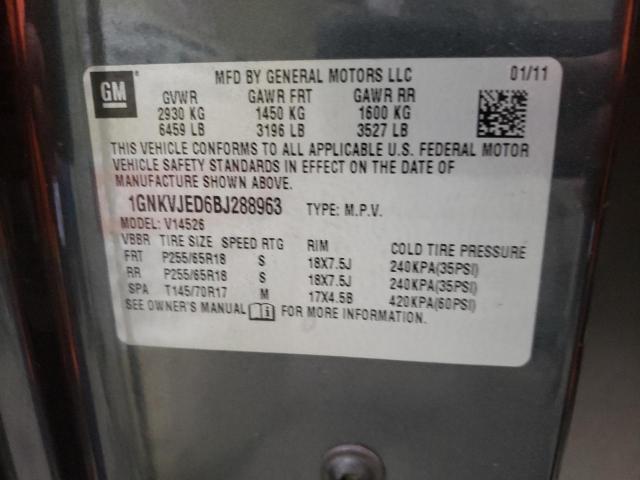 GM ® MFD BY GENERAL MOTORS LLC 01/11
GVWR GAWR FRT GAWR RR
2930 KG 1450 KG 1600 KG
6459 LB 3196 LB 3527 LB
THIS VEHICLE CONFORMS TO ALL APPLICABLE U.S. FEDERAL MOTOR
VEHICLE SAFETY STANDARDS IN EFFECT ON THE DATE OF
MANUFACTURE SHOWN ABOVE.
1GNKVJED6BJ288963 TYPE: M.P.V.
MODEL: V14526
VBBR TIRE SIZE SPEED RTG RIM COLD TIRE PRESSURE
FRT P255/65R18 S 18X7.5J 240KPA(35PSI)
RR P255/65R18 S 18X7.5J 240KPA(35PSI)
SPA T145/70R17 M 17X4.5B 420KPA(60PSI)
SEE OWNER'S MANUAL FOR MORE INFORMATION.